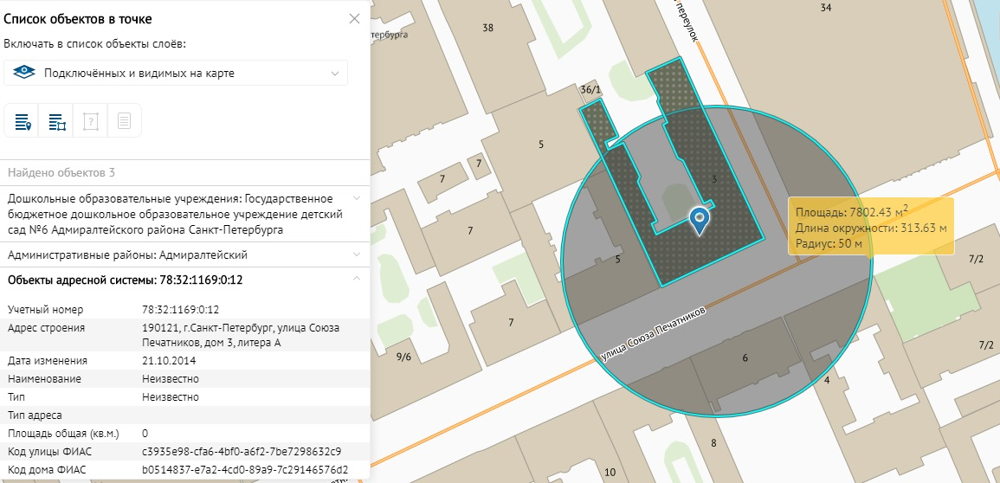 Список объектов в точке
Включать в список объекты слоёв:
Подключённых и видимых на карте
?
Найдено объектов 3
Дошкольные образовательные учреждения: Государственное
бюджетное дошкольное образовательное учреждение детский
сад №6 Адмиралтейского района Санкт-Петербурга
Административные районы: Адмиралтейский
Объекты адресной системы: 78:32:1169:0:12
Учетный номер 78:32:1169:0:12
Адрес строения 190121, г.Санкт-Петербург, улица Союза
Печатников, дом 3, литера А
Дата изменения 21.10.2014
Наименование Неизвестно
Тип Неизвестно
Тип адреса
Площадь общая (кв.м.) 0
Код улицы ФИАС c3935e98-cfa6-4bf0-a6f2-7be7298632c9
Код дома ФИАС b0514837-e7a2-4cd0-89a9-7c29146576d2
тербурга
38
переулок
34
36/1
5
7
7
3
7
5
Площадь: 7802.43 м²
Длина окружности: 313.63 м
Радиус: 50 м
7/2
улица Союза Печатников
7
9/6
6
4
7/2
8
10